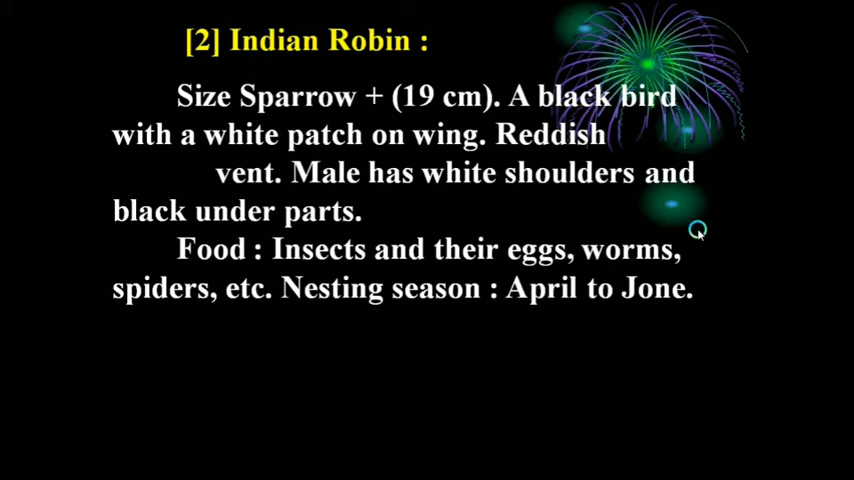 [2] Indian Robin :
Size Sparrow + (19 cm). A black bird
with a white patch on wing. Reddish
vent. Male has white shoulders and
black under parts.
Food : Insects and their eggs, worms,
spiders, etc. Nesting season : April to Jone.